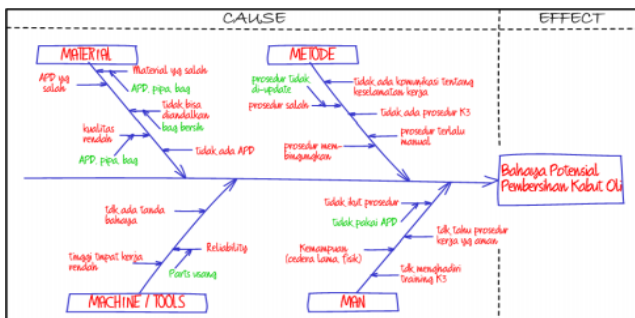 CAUSE
EFFECT
MATERIAL
METODE
Material yg salah
APD yg
salah
APD, pipa, bag
tidak bisa
diandalkan
bag bersih
kualitas
rendah
APD, pipa, bag
tidak ada APD
prosedur tidak
di-update
tidak ada komunikasi tentang
keselamatan kerja
prosedur salah
tidak ada prosedur K3
prosedur terlalu
manual
prosedur mem-
bingungkan
Bahaya Potensial
Pembershan Kabut Oli
tdk ada tanda
bahaya
Reliability
tinggi tmpat kerja
rendah
Parts usang
tidak ikut prosedur
tidak pakai APD
tdk tahu prosedur
kerja yg aman
Kemampuan
(cedera lama, fisik)
tdk menghadiri
training K3
MACHINE / TOOLS
MAN